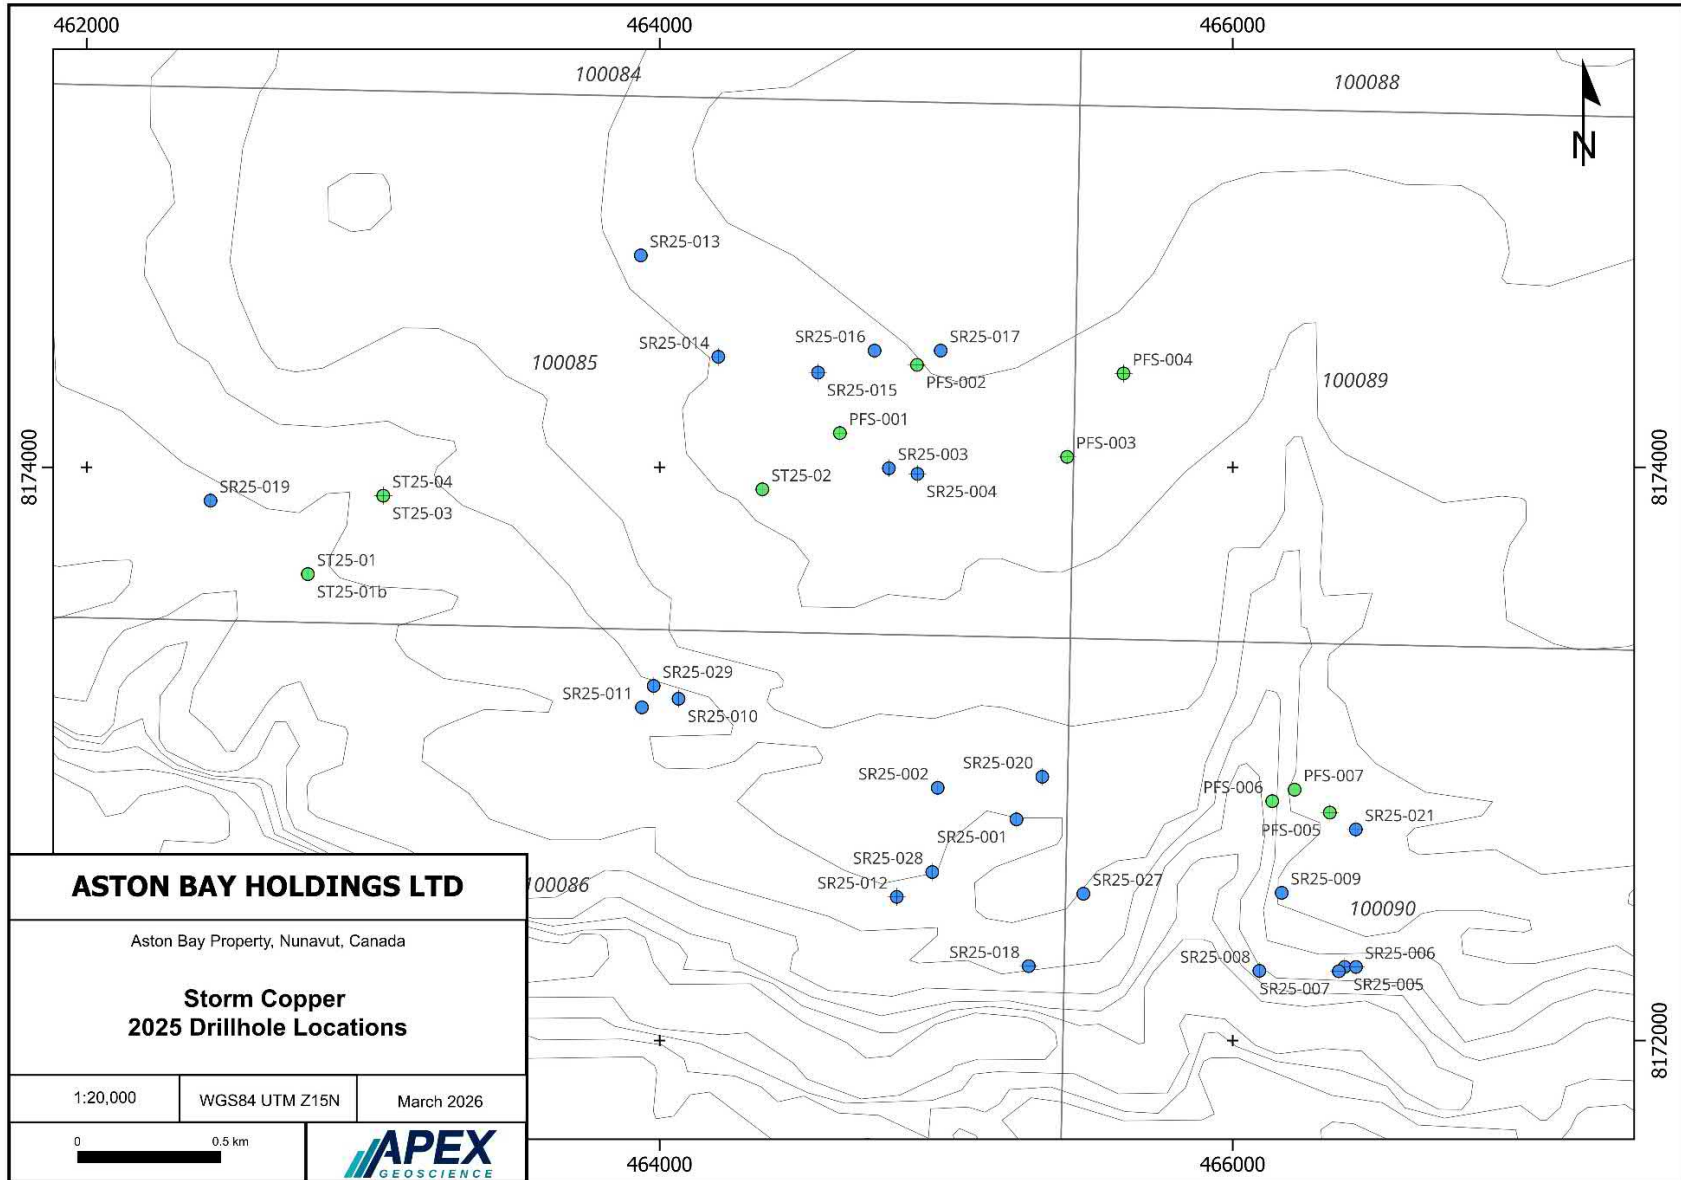 462000
464000
466000
100084
100088
N
SR25-013
SR25-016
SR25-017
SR25-014
100085
PFS-004
PFS-002
SR25-015
100089
PFS-001
PFS-003
8174000
SR25-003
8174000
ST25-02
ST25-04
SR25-019
SR25-004
ST25-03
ST25-01
ST25-01b
SR25-029
SR25-011
SR25-010
SR25-020
SR25-002
PFS-007
PFS-006
SR25-021
PFS-005
SR25-001
SR25-028
SR25-012
100086
SR25-027
SR25-009
100090
SR25-018
SR25-008
SR25-006
SR25-007
SR25-005
8172000
ASTON BAY HOLDINGS LTD
Aston Bay Property, Nunavut, Canada
Storm Copper
2025 Drillhole Locations
1:20,000
WGS84 UTM Z15N
March 2026
0
0.5 km
APEX
GEOSCIENCE
464000
466000